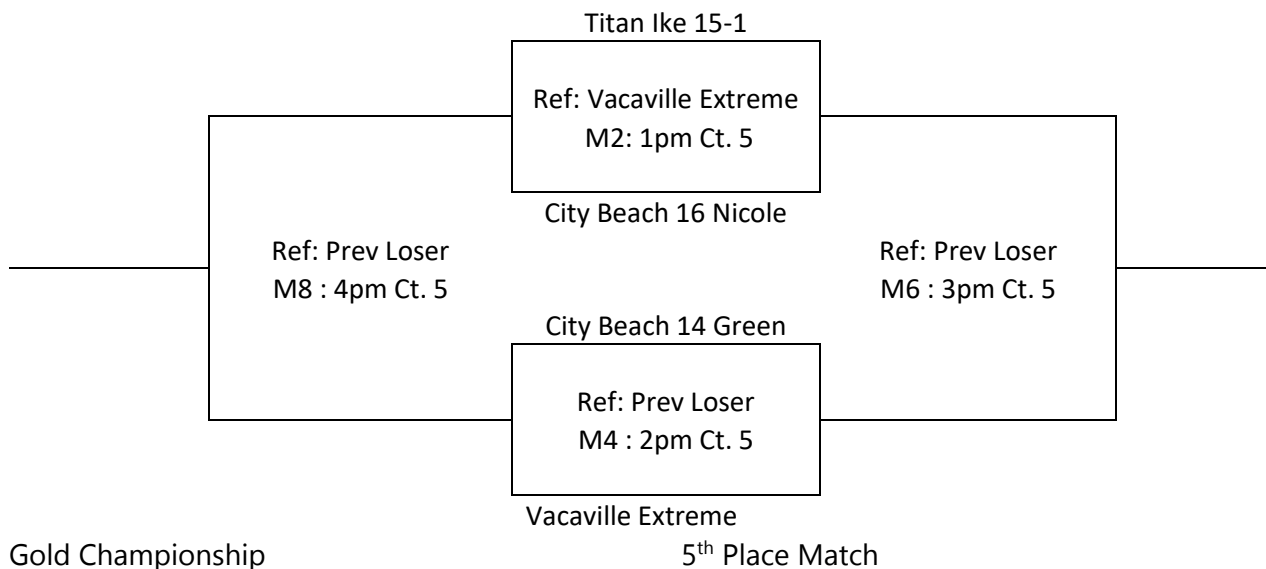 Titan Ike 15-1
Ref: Vacaville Extreme
M2: 1pm Ct. 5
City Beach 16 Nicole
Ref: Prev Loser
M8 : 4pm Ct. 5
Ref: Prev Loser
M6 : 3pm Ct. 5
City Beach 14 Green
Ref: Prev Loser
M4 : 2pm Ct. 5
Vacaville Extreme
Gold Championship
5th Place Match